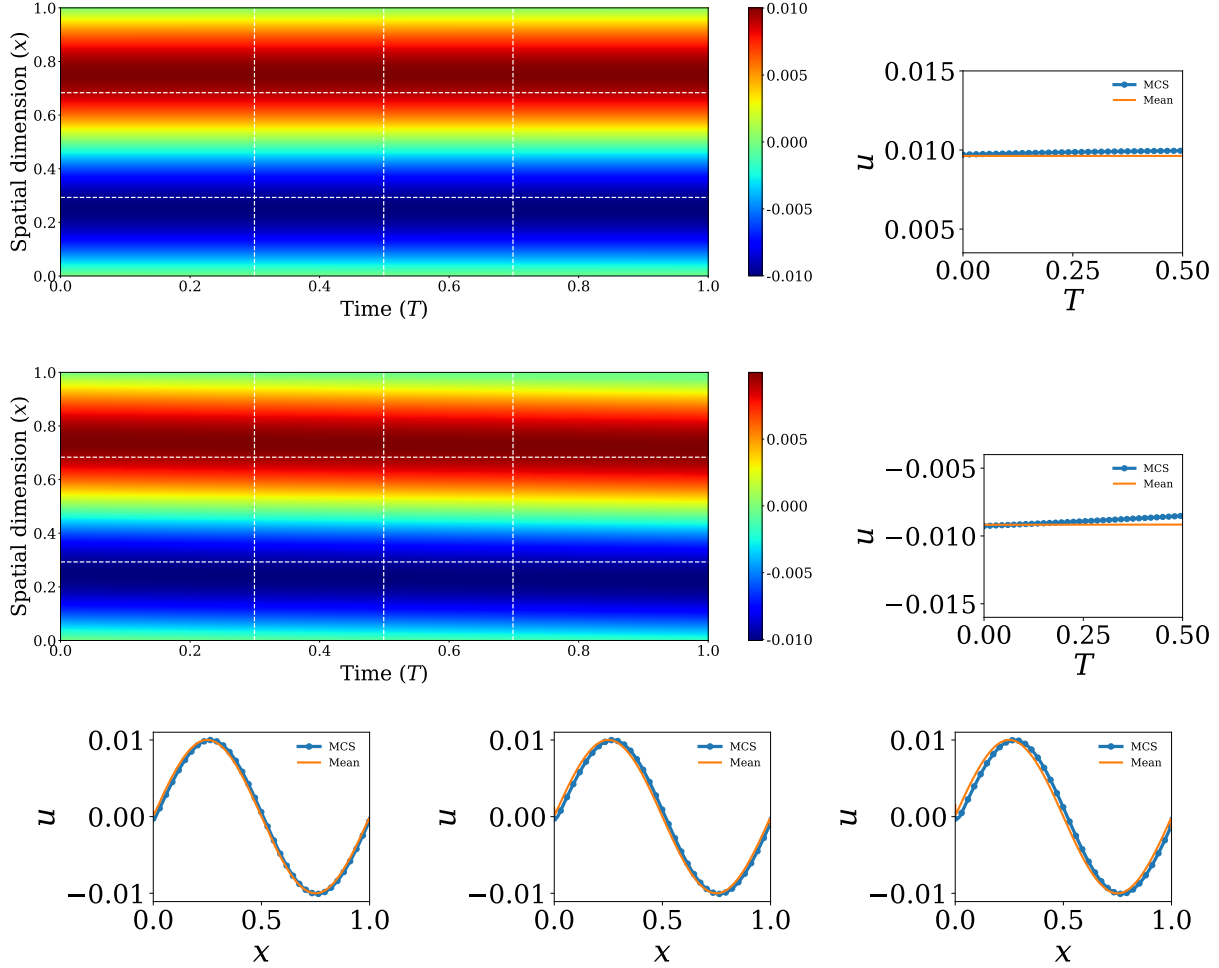 Spatial dimension (x)
1.0
0.8
0.6
0.4
0.2
0.0
0.0 0.2 0.4 0.6 0.8 1.0
Time (T)
0.010
0.005
0.000
-0.005
-0.010
u
0.015
0.010
0.005
0.00 0.25 0.50
T
MCS
Mean
Spatial dimension (x)
1.0
0.8
0.6
0.4
0.2
0.0
0.0 0.2 0.4 0.6 0.8 1.0
Time (T)
0.005
0.000
-0.005
-0.010
u
−0.005
−0.010
−0.015
0.00 0.25 0.50
T
MCS
Mean
u
0.01
0.00
−0.01
0.0 0.5 1.0
x
MCS
Mean
u
0.01
0.00
−0.01
0.0 0.5 1.0
x
MCS
Mean
u
0.01
0.00
−0.01
0.0 0.5 1.0
x
MCS
Mean